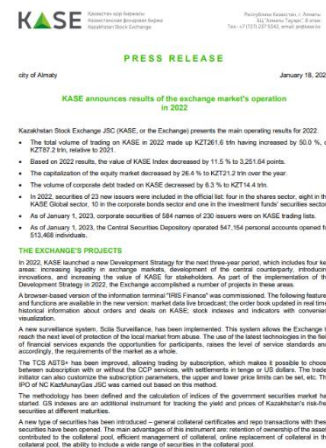 KASE
Қазақстан қор биржасы
Казахстанская фондовая биржа
Kazakhstan Stock Exchange
PRESS RELEASE
city of Almaty
January 18, 202
KASE announces results of the exchange market's operation
in 2022
Kazakhstan Stock Exchange JSC (KASE, or the Exchange) presents the main operating results for 2022.
• The total volume of trading on KASE in 2022 made up KZT261.6 trln having increased by 50.0 %, o
KZT87.2 trln, relative to 2021.
• Based on 2022 results, the value of KASE Index decreased by 11.5 % to 3,251.64 points.
• The capitalization of the equity market decreased by 26.4 % to KZT21.2 trln over the year.
• The volume of corporate debt traded on KASE decreased by 6.3 % to KZT14.4 trln.
• In 2022, securities of 23 new issuers were included in the official list: four in the shares sector, eight in th
KASE Global sector, 10 in the corporate bonds sector and one in the investment funds' securities sector
• As of January 1, 2023, corporate securities of 584 names of 230 issuers were on KASE trading lists.
• As of January 1, 2023, the Central Securities Depository operated 547,154 personal accounts opened fo
513,468 individuals.
THE EXCHANGE'S PROJECTS
In 2022, KASE launched a new Development Strategy for the next three-year period, which includes four ke
areas: increasing liquidity in exchange markets, development of the central counterparty, introducin
innovations, and increasing the value of KASE for stakeholders. As part of the implementation of th
Development Strategy in 2022, the Exchange accomplished a number of projects in these areas.
A browser-based version of the information terminal "IRIS Finance" was commissioned. The following feature
and functions are available in the new version: market data live broadcast; the order book updated in real time
historical information about orders and deals on KASE; stock indexes and indicators with convenien
visualization.
A new surveillance system, Scila Surveillance, has been implemented. This system allows the Exchange t
reach the next level of protection of the local market from abuse. The use of the latest technologies in the fiel
of financial services expands the opportunities for participants, raises the level of service standards an
accordingly, the requirements of the market as a whole.
The TCS ASTS+ has been improved, allowing trading by subscription, which makes it possible to choos
between subscription with or without the CCP services, with settlements in tenge or US dollars. The trade
initiator can also customize the subscription parameters, the upper and lower price limits can be set, etc. Th
IPO of NC KazMunayGas JSC was carried out based on this method.
The methodology has been defined and the calculation of indices of the government securities market ha
started. GS indexes are an additional instrument for tracking the yield and prices of Kazakhstan's risk-fre
securities at different maturities.
A new type of securities has been introduced – general collateral certificates and repo transactions with thes
securities have been opened. The main advantages of this instrument are: retention of ownership of the asset
contributed to the collateral pool, efficient management of collateral, online replacement of collateral in th
collateral pool, the ability to include a wide range of securities in the collateral pool.